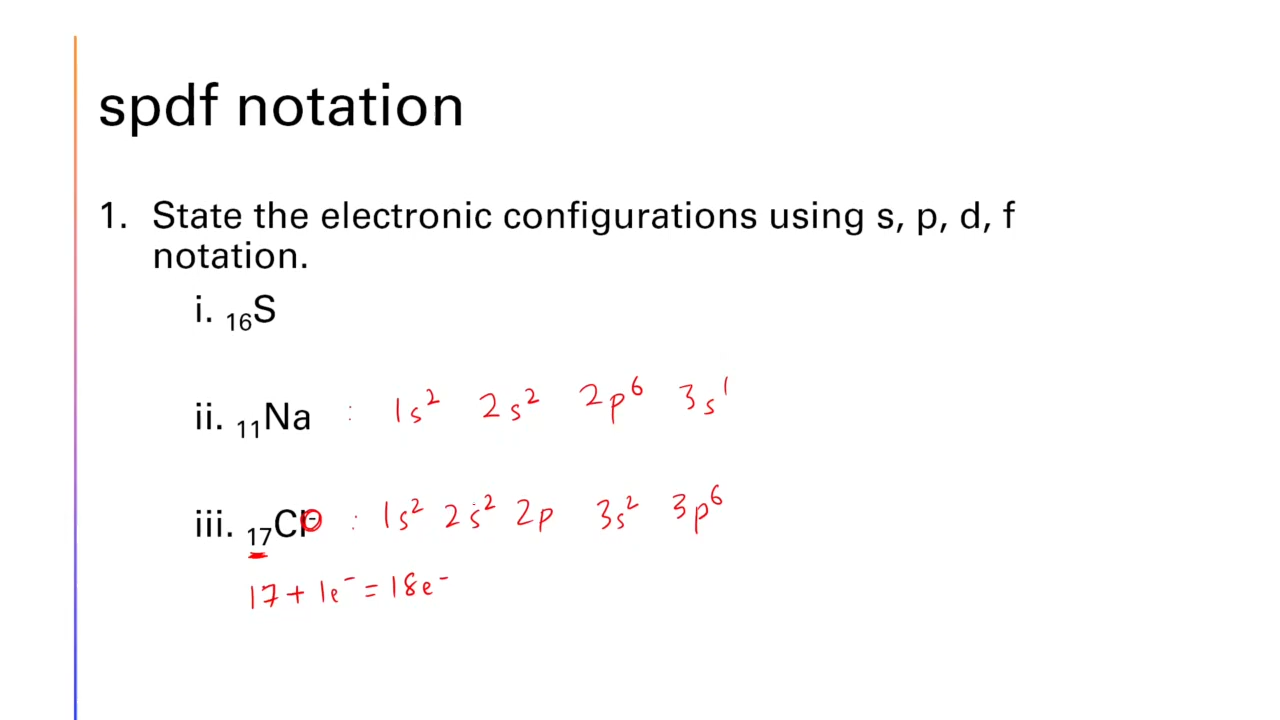 spdf notation
1. State the electronic configurations using s, p, d, f
notation.
i. ₁₆S
ii. ₁₁Na : 1s² 2s² 2p⁶ 3s¹
iii. ₁₇Cl⁻ : 1s² 2s² 2p 3s² 3p⁶
17 + 1e⁻ = 18e⁻